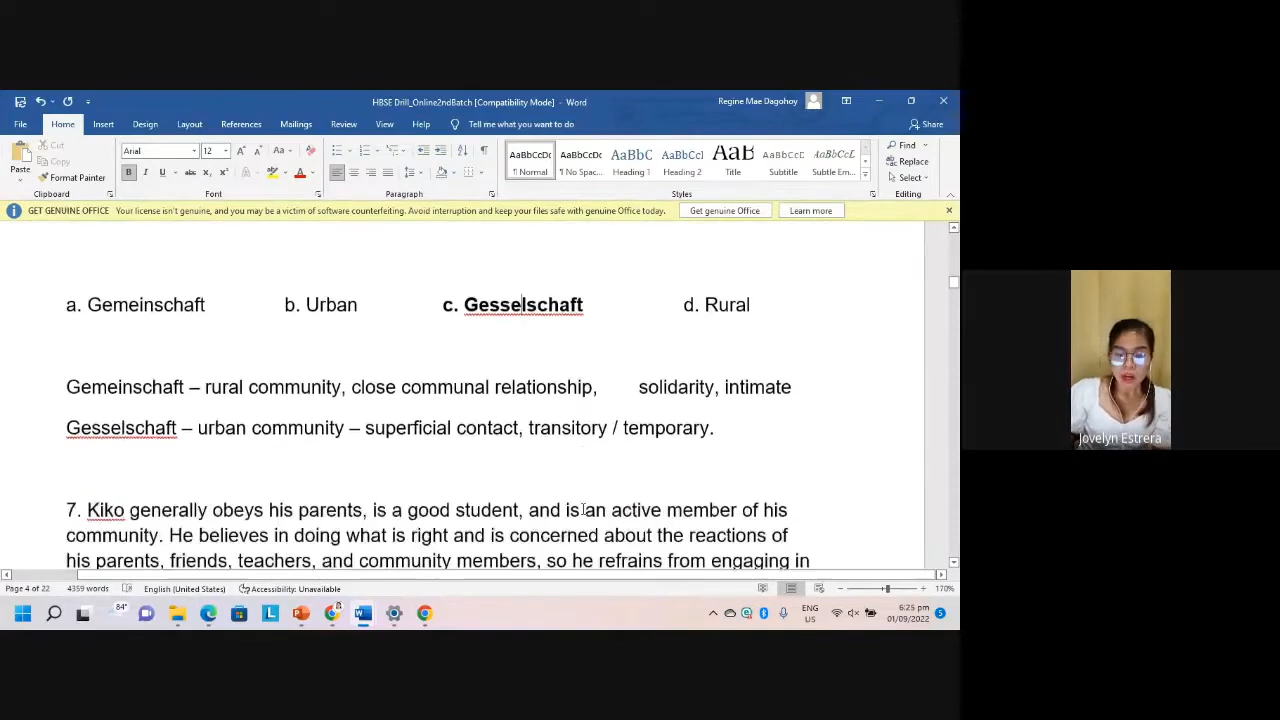 HBSE Drill_Online2ndBatch [Compatibility Mode] - Word
Regine Mae Dagohoy
File Home Insert Design Layout References Mailings Review View Help Tell me what you want to do Share
Cut
Copy
Paste
Format Painter
Clipboard
Arial 12
Font
Paragraph
AaBbCcDc AaBbCcDc AaBbC AaBbCcl AaB AaBbCcD AaBbCcL
¶ Normal ¶ No Spac... Heading 1 Heading 2 Title Subtitle Subtle Em...
Styles
Find
Replace
Select
Editing
GET GENUINE OFFICE Your license isn't genuine, and you may be a victim of software counterfeiting. Avoid interruption and keep your files safe with genuine Office today. Get genuine Office Learn more
a. Gemeinschaft b. Urban c. Gesselschaft d. Rural
Gemeinschaft – rural community, close communal relationship, solidarity, intimate
Gesselschaft – urban community – superficial contact, transitory / temporary.
7. Kiko generally obeys his parents, is a good student, and is an active member of his
community. He believes in doing what is right and is concerned about the reactions of
his parents, friends, teachers, and community members, so he refrains from engaging in
Page 4 of 22 4359 words English (United States) Accessibility: Unavailable 170%
84°
ENG
US
6:25 pm
01/09/2022
5
Jovelyn Estrera